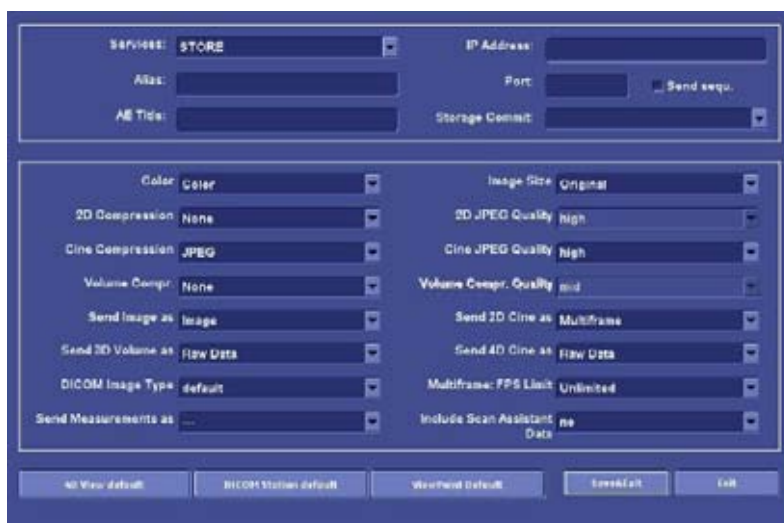 Services: STORE
IP Address:
Alias:
Port:
Send sequ.
AE Title:
Storage Commit:
Color Color
Image Size Original
2D Compression None
2D JPEG Quality high
Cine Compression JPEG
Cine JPEG Quality high
Volume Compr. None
Volume Compr. Quality mid
Send Image as Image
Send 2D Cine as Multiframe
Send 3D Volume as Raw Data
Send 4D Cine as Raw Data
DICOM Image Type default
Multiframe: FPS Limit Unlimited
Send Measurements as ---
Include Scan Assistant no
Data
4D View default
DICOM Station default
ViewPoint Default
Save&Exit
Exit